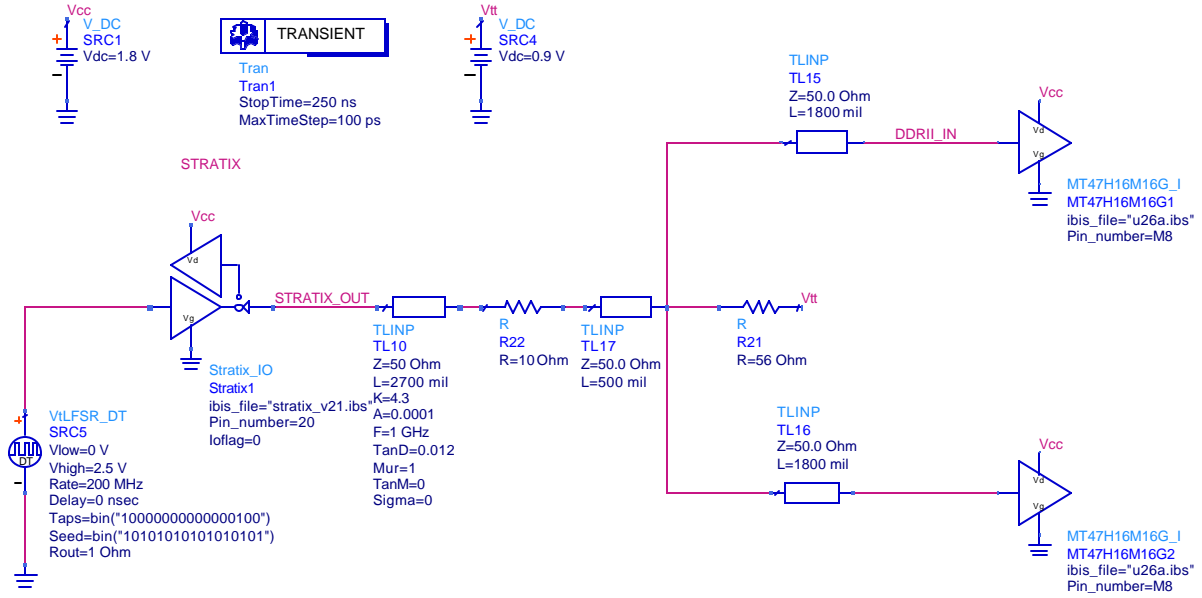 Vcc
V_DC
SRC1
Vdc=1.8 V
TRANSIENT
Tran
Tran1
StopTime=250 ns
MaxTimeStep=100 ps
Vtt
V_DC
SRC4
Vdc=0.9 V
TLINP
TL15
Z=50.0 Ohm
L=1800 mil
DDRII_IN
Vcc
Vd
Vg
MT47H16M16G_I
MT47H16M16G1
ibis_file="u26a.ibs"
Pin_number=M8
STRATIX
Vcc
Vd
Vg
STRATIX_OUT
Stratix_IO
Stratix1
ibis_file="stratix_v21.ibs"
Pin_number=20
Ioflag=0
TLINP
TL10
Z=50 Ohm
L=2700 mil
K=4.3
A=0.0001
F=1 GHz
TanD=0.012
Mur=1
TanM=0
Sigma=0
R
R22
R=10 Ohm
TLINP
TL17
Z=50.0 Ohm
L=500 mil
Vtt
R
R21
R=56 Ohm
VtLFSR_DT
SRC5
Vlow=0 V
Vhigh=2.5 V
Rate=200 MHz
Delay=0 nsec
Taps=bin("10000000000000100")
Seed=bin("10101010101010101")
Rout=1 Ohm
DT
TLINP
TL16
Z=50.0 Ohm
L=1800 mil
Vcc
Vd
Vg
MT47H16M16G_I
MT47H16M16G2
ibis_file="u26a.ibs"
Pin_number=M8